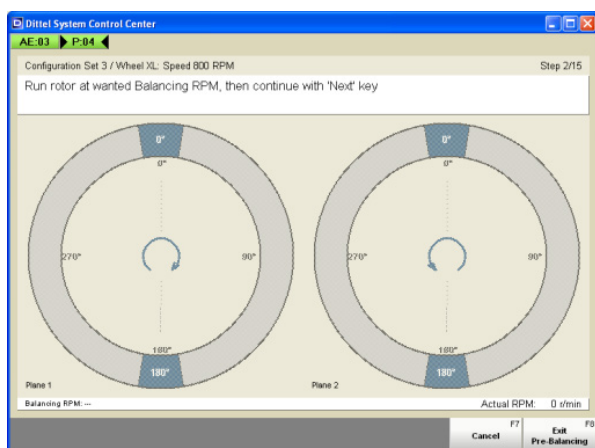 Dittel System Control Center
AE:03 P:04
Configuration Set 3 / Wheel XL: Speed 800 RPM Step 2/15
Run rotor at wanted Balancing RPM, then continue with 'Next' key
0° 0°
0° 0°
270° 90° 270° 90°
180° 180°
180° 180°
Plane 1 Plane 2
Balancing RPM: --- Actual RPM: 0 r/min
F7 F8
Cancel Exit
Pre-Balancing